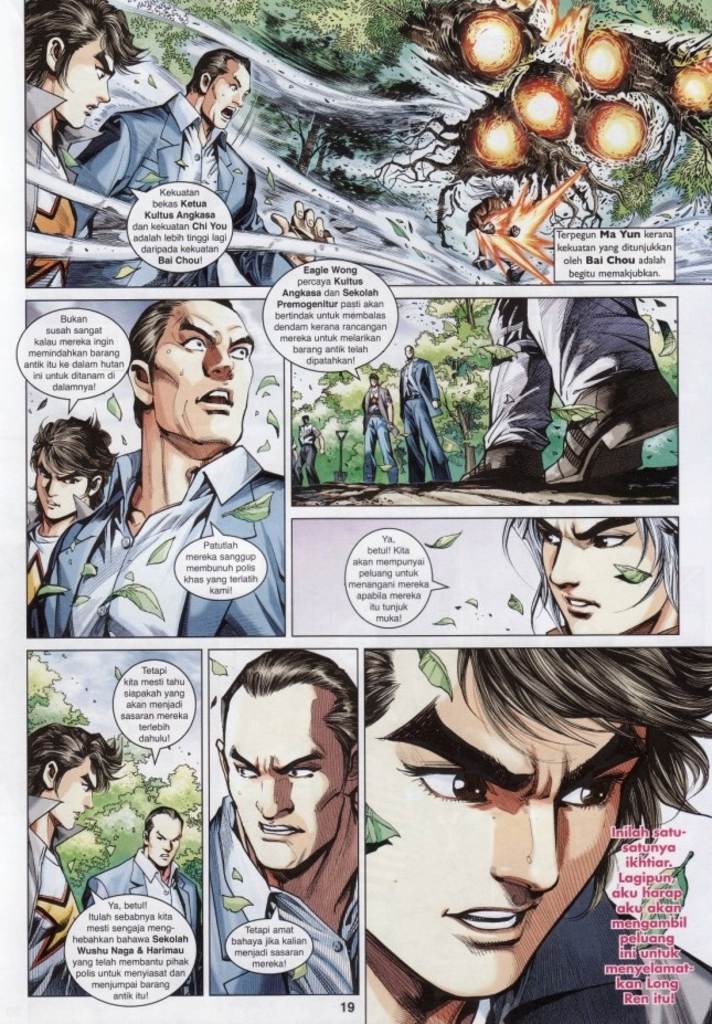 Kekuatan
bekas Ketua
Kultus Angkasa
dan kekuatan Chi You
adalah lebih tinggi lagi
daripada kekuatan
Bai Chou!
Terpegun Ma Yun kerana
kekuatan yang ditunjukkan
oleh Bai Chou adalah
begitu memakjubkan.
Bukan
susah sangat
kalau mereka ingin
memindahkan barang
antik itu ke dalam gua
ini untuk ditanam di
dalamnya!
Patutlah
mereka sanggup
membunuh polis
khas yang terlatih
kami!
Eagle Wong
percaya Kultus
Angkasa dan Sekolah
Premogenitur pasti akan
bertindak untuk membalas
dendam kerana rancangan
mereka untuk melarikan
barang antik telah
dipatahkan!
Ya,
betul! Kita
akan mempunyai
peluang untuk
menangani mereka
apabila mereka
itu tunjuk
muka!
Tetapi
kita mesti tahu
siapakah yang
akan menjadi
sasaran mereka
terlebih
dahulu!
Ya, betul!
Itulah sebabnya kami
mesti sengaja meng-
hebahkan bahawa Sekolah
Wushu Naga & Harimau
yang telah membantu pihak
polis untuk menyiasat dan
menjumpai barang
antik itu!
Tetapi amat
bahaya jika kalian
menjadi sasaran
mereka!
Inilah satu-
satunya
ikhtiar.
Lagipun,
aku harap
aku akan
mengambil
peluang
ini untuk
menyelamat-
kan Long
Ren itu!
19